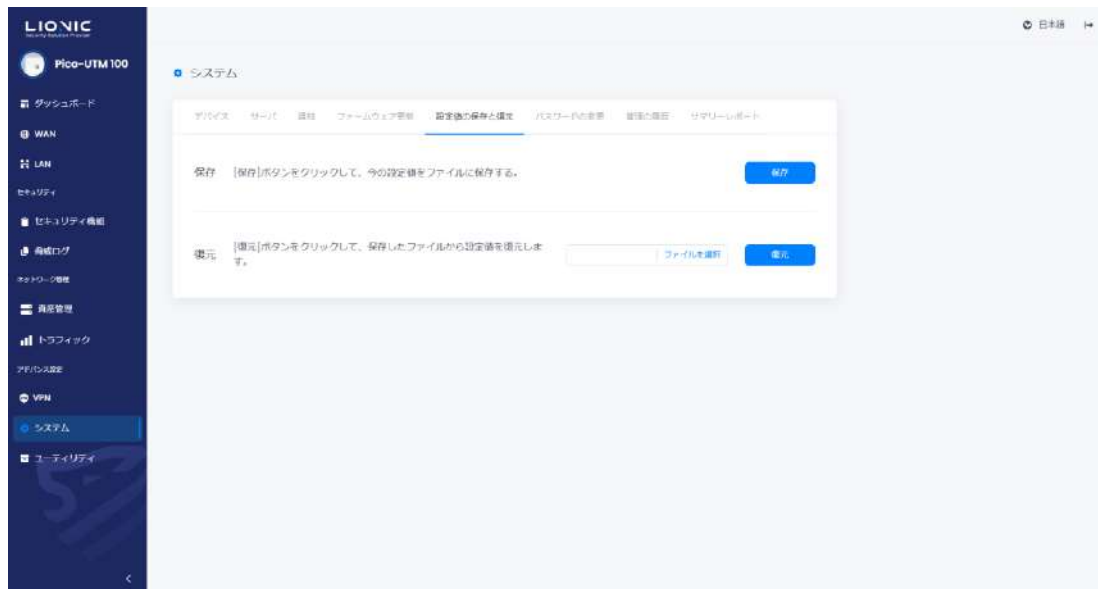 LIONIC
Security Solution Provider
日本語
Pico-UTM 100
システム
ダッシュボード
WAN
LAN
セキュリティ
セキュリティ機能
脅威ログ
ネットワーク管理
資産管理
トラフィック
アドバンス設定
VPN
システム
ユーティリティ
デバイス サーバ ファームウェア更新 設定値の保存と復元 パスワードの変更 管理の履歴 サマリーレポート
保存 [保存]ボタンをクリックして、今の設定値をファイルに保存する。 保存
復元 [復元]ボタンをクリックして、保存したファイルから設定値を復元しま
す。 ファイルを選択 復元